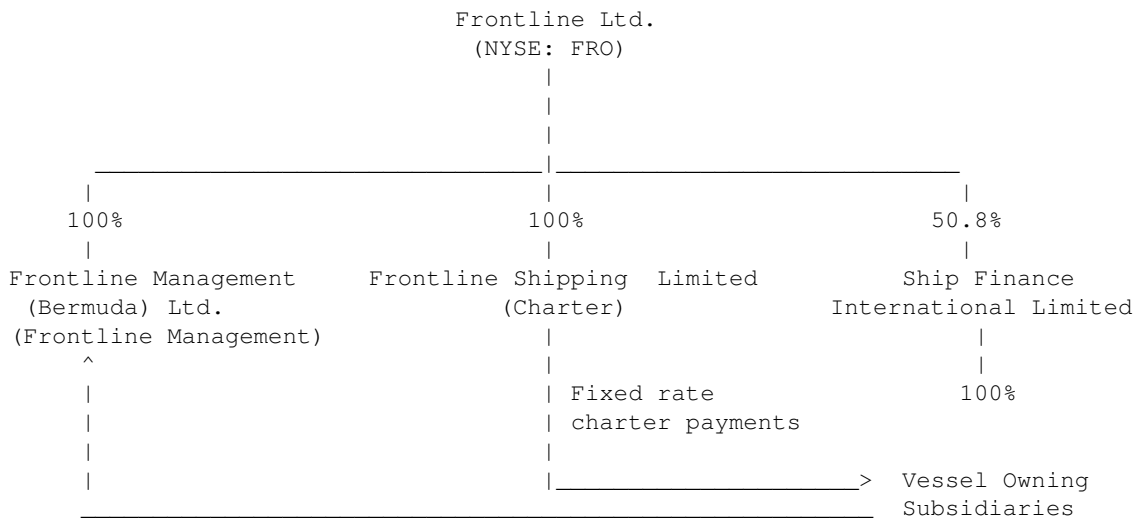 Frontline Ltd.
(NYSE: FRO)
100% 100% 50.8%
Frontline Management Frontline Shipping Limited Ship Finance
(Bermuda) Ltd. (Charter) International Limited
(Frontline Management)
Fixed rate 100%
charter payments
Vessel Owning
Subsidiaries